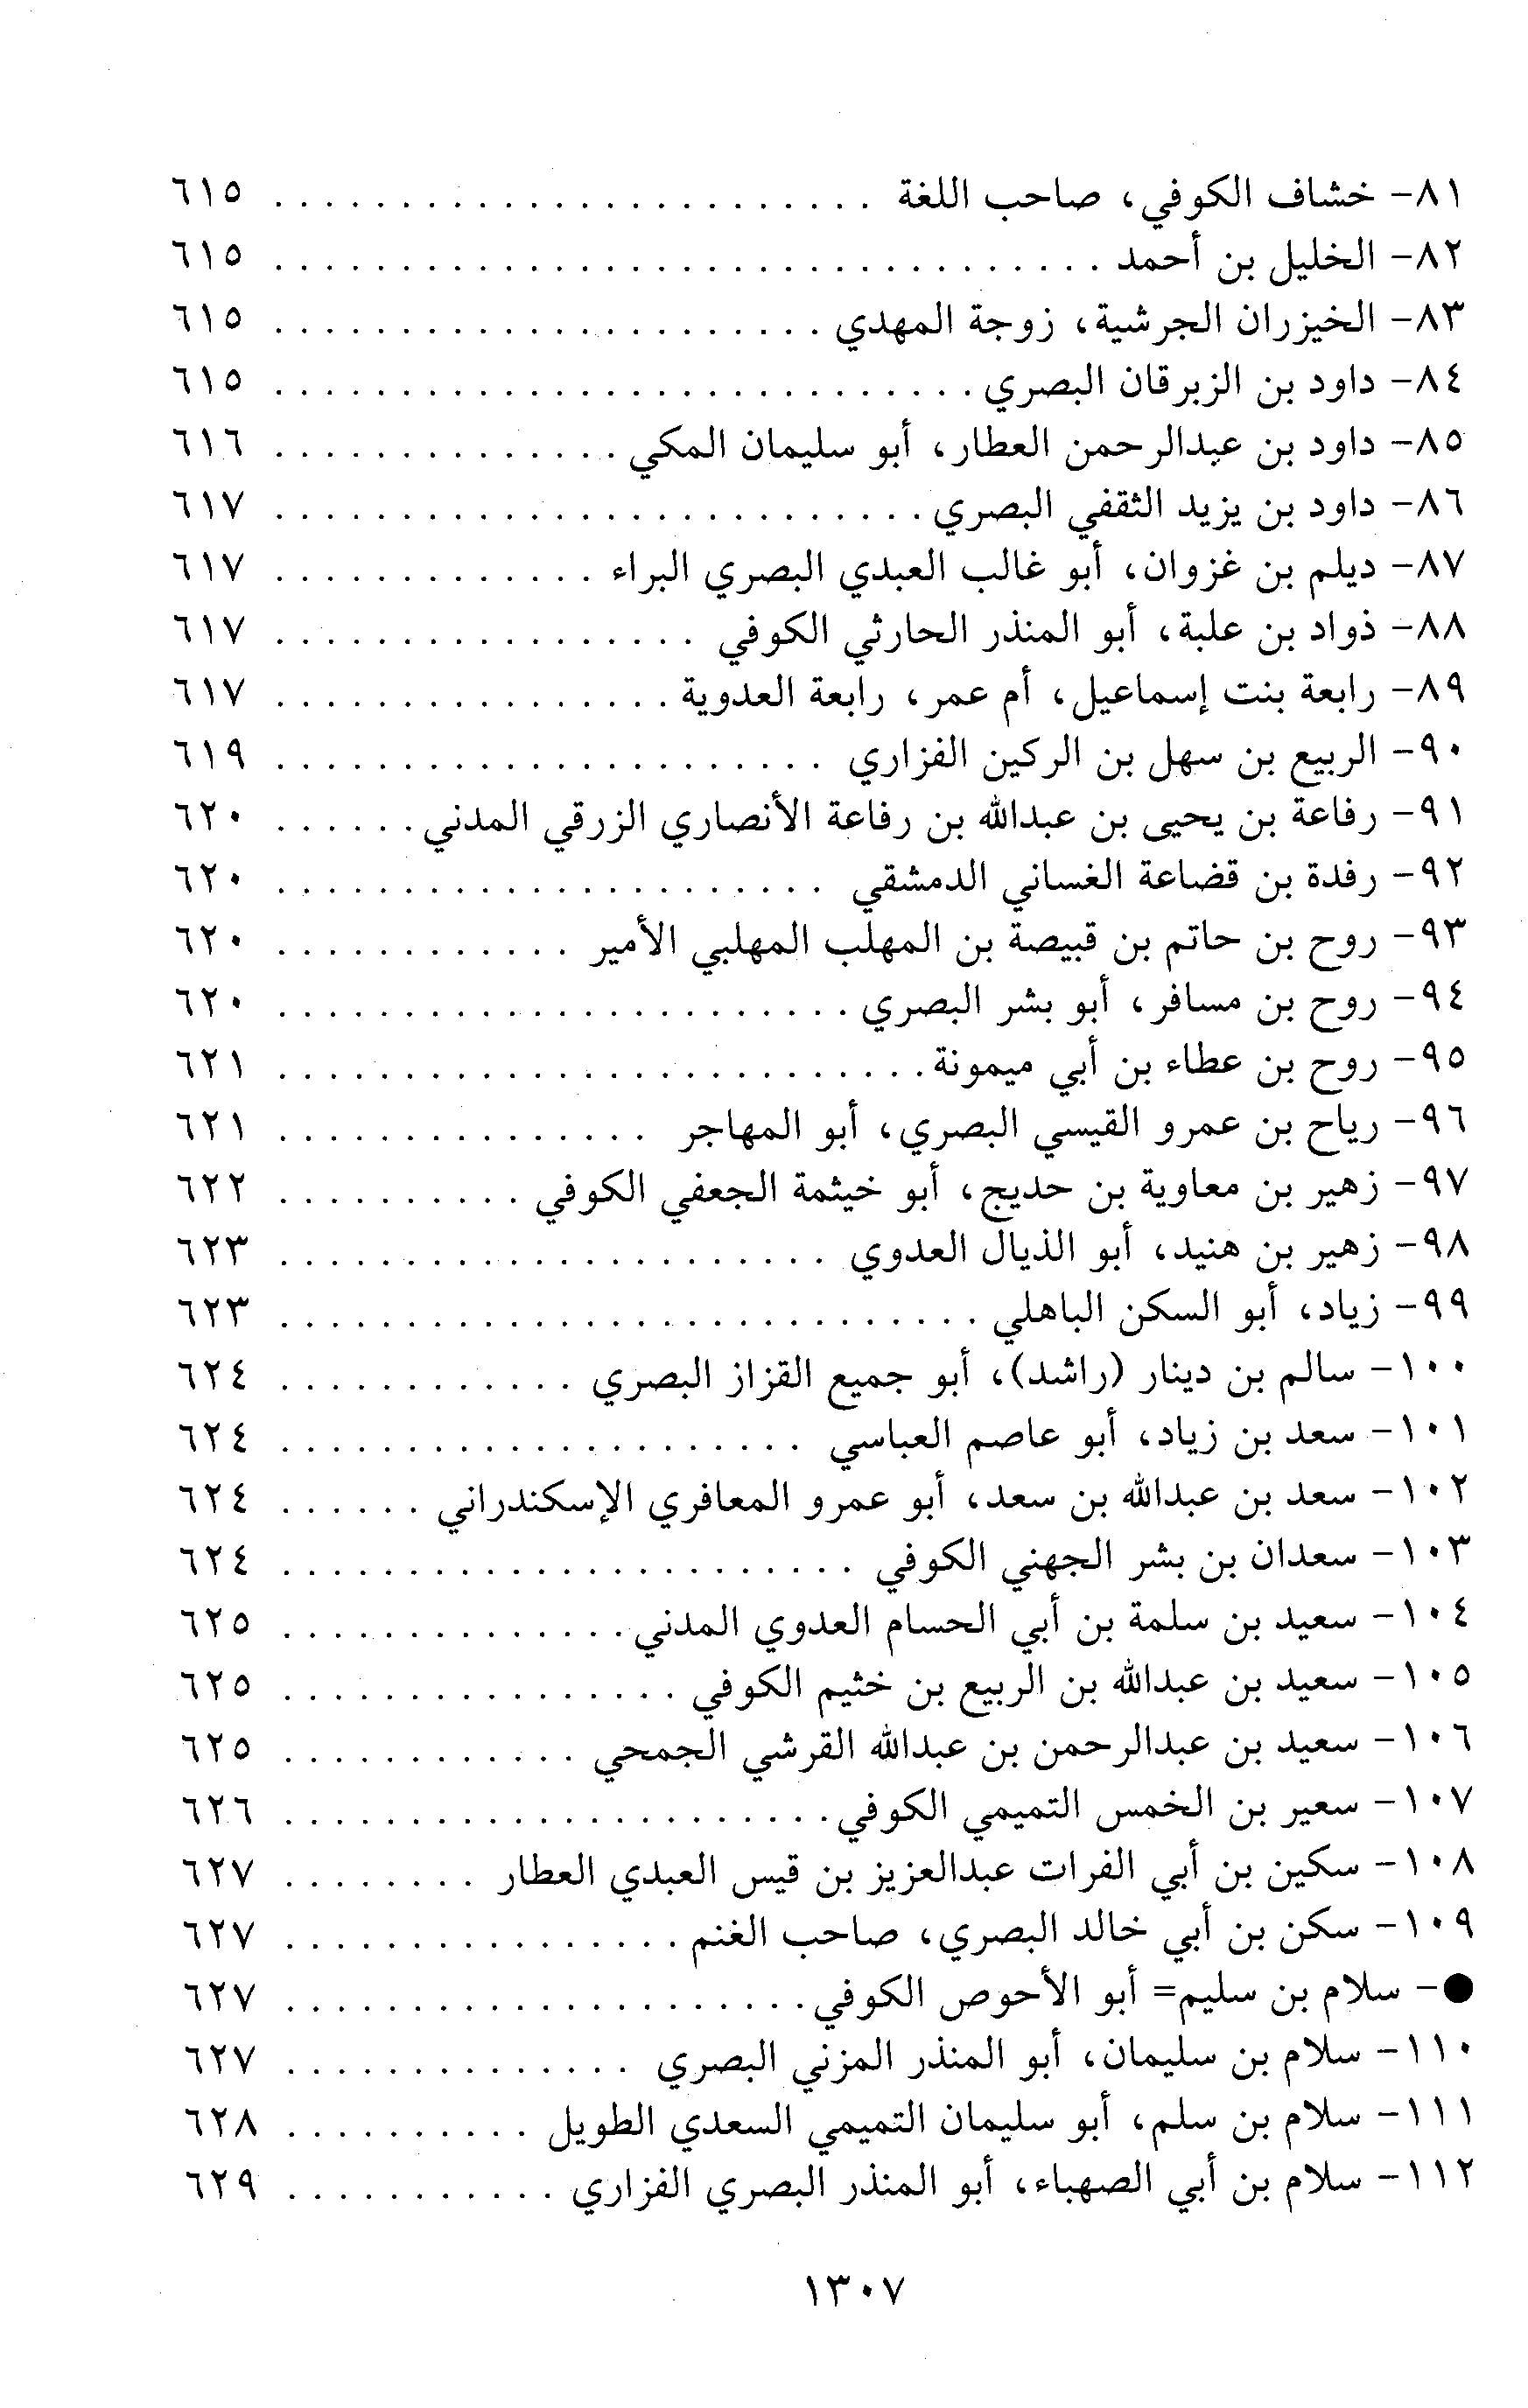 ٨١- خشاف الكوفي، صاحب اللغة . . . . . . . . . . . . . . . . . . . . . . . . ٦١٥
٨٢- الخليل بن أحمد . . . . . . . . . . . . . . . . . . . . . . . . . . . . . . . . . ٦١٥
٨٣- الخيزران الجرشية، زوجة المهدي . . . . . . . . . . . . . . . . . . . . . . ٦١٥
٨٤- داود بن الزبرقان البصري . . . . . . . . . . . . . . . . . . . . . . . . . . . . ٦١٥
٨٥- داود بن عبدالرحمن العطار، أبو سليمان المكي . . . . . . . . . . . . . . ٦١٦
٨٦- داود بن يزيد الثقفي البصري . . . . . . . . . . . . . . . . . . . . . . . . . . ٦١٧
٨٧- ديلم بن غزوان، أبو غالب العبدي البصري البراء . . . . . . . . . . . . . ٦١٧
٨٨- ذواد بن علبة، أبو المنذر الحارثي الكوفي . . . . . . . . . . . . . . . . . ٦١٧
٨٩- رابعة بنت إسماعيل، أم عمر، رابعة العدوية . . . . . . . . . . . . . . . . ٦١٧
٩٠- الربيع بن سهل بن الركين الفزاري . . . . . . . . . . . . . . . . . . . . . . ٦١٩
٩١- رفاعة بن يحيى بن عبدالله بن رفاعة الأنصاري الزرقي المدني . . . . . . ٦٢٠
٩٢- رفدة بن قضاعة الغساني الدمشقي . . . . . . . . . . . . . . . . . . . . . . ٦٢٠
٩٣- روح بن حاتم بن قبيصة بن المهلب المهلبي الأمير . . . . . . . . . . . . ٦٢٠
٩٤- روح بن مسافر، أبو بشر البصري . . . . . . . . . . . . . . . . . . . . . . . ٦٢٠
٩٥- روح بن عطاء بن أبي ميمونة . . . . . . . . . . . . . . . . . . . . . . . . . . ٦٢١
٩٦- رياح بن عمرو القيسي البصري، أبو المهاجر . . . . . . . . . . . . . . . ٦٢١
٩٧- زهير بن معاوية بن حديج، أبو خيثمة الجعفي الكوفي . . . . . . . . . . ٦٢٢
٩٨- زهير بن هنيد، أبو الذيال العدوي . . . . . . . . . . . . . . . . . . . . . . ٦٢٣
٩٩- زياد، أبو السكن الباهلي . . . . . . . . . . . . . . . . . . . . . . . . . . . . ٦٢٣
١٠٠- سالم بن دينار (راشد)، أبو جميع القزاز البصري . . . . . . . . . . . . ٦٢٤
١٠١- سعد بن زياد، أبو عاصم العباسي . . . . . . . . . . . . . . . . . . . . . ٦٢٤
١٠٢- سعد بن عبدالله بن سعد، أبو عمرو المعافري الإسكندراني . . . . . . ٦٢٤
١٠٣- سعدان بن بشر الجهني الكوفي . . . . . . . . . . . . . . . . . . . . . . . ٦٢٤
١٠٤- سعيد بن سلمة بن أبي الحسام العدوي المدني . . . . . . . . . . . . . . ٦٢٥
١٠٥- سعيد بن عبدالله بن الربيع بن خثيم الكوفي . . . . . . . . . . . . . . . . ٦٢٥
١٠٦- سعيد بن عبدالرحمن بن عبدالله القرشي الجمحي . . . . . . . . . . . . ٦٢٥
١٠٧- سعير بن الخمس التميمي الكوفي . . . . . . . . . . . . . . . . . . . . . . ٦٢٦
١٠٨- سكين بن أبي الفرات عبدالعزيز بن قيس العبدي العطار . . . . . . . . ٦٢٧
١٠٩- سكن بن أبي خالد البصري، صاحب الغنم . . . . . . . . . . . . . . . . ٦٢٧
●- سلام بن سليم= أبو الأحوص الكوفي . . . . . . . . . . . . . . . . . . . . . ٦٢٧
١١٠- سلام بن سليمان، أبو المنذر المزني البصري . . . . . . . . . . . . . . ٦٢٧
١١١- سلام بن سلم، أبو سليمان التميمي السعدي الطويل . . . . . . . . . . ٦٢٨
١١٢- سلام بن أبي الصهباء، أبو المنذر البصري الفزاري . . . . . . . . . . . ٦٢٩
١٣٠٧